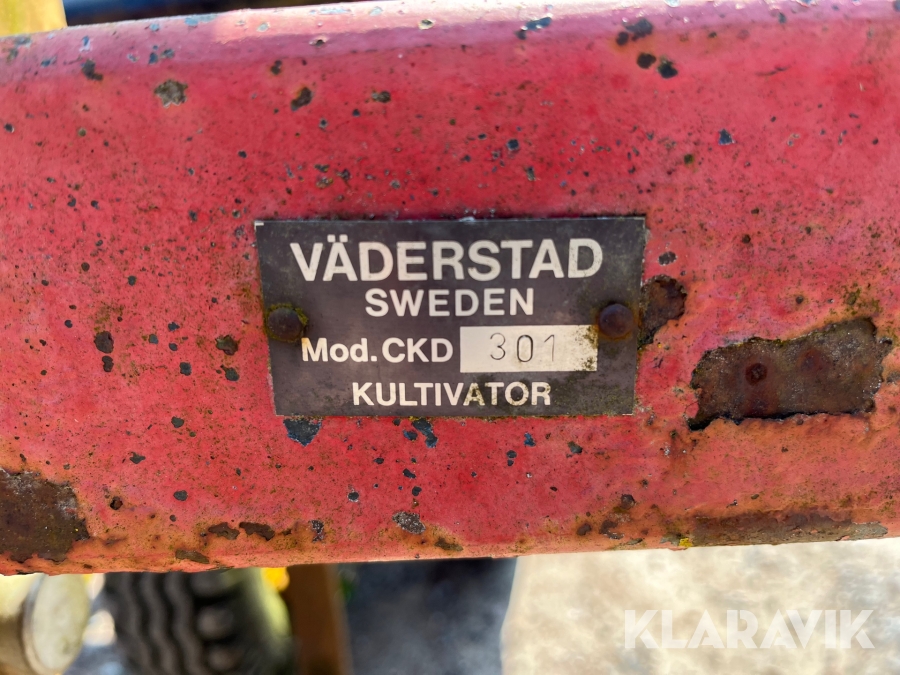 VÄDERSTAD
SWEDEN
Mod.CKD 301
KULTIVATOR
KLARAVIK